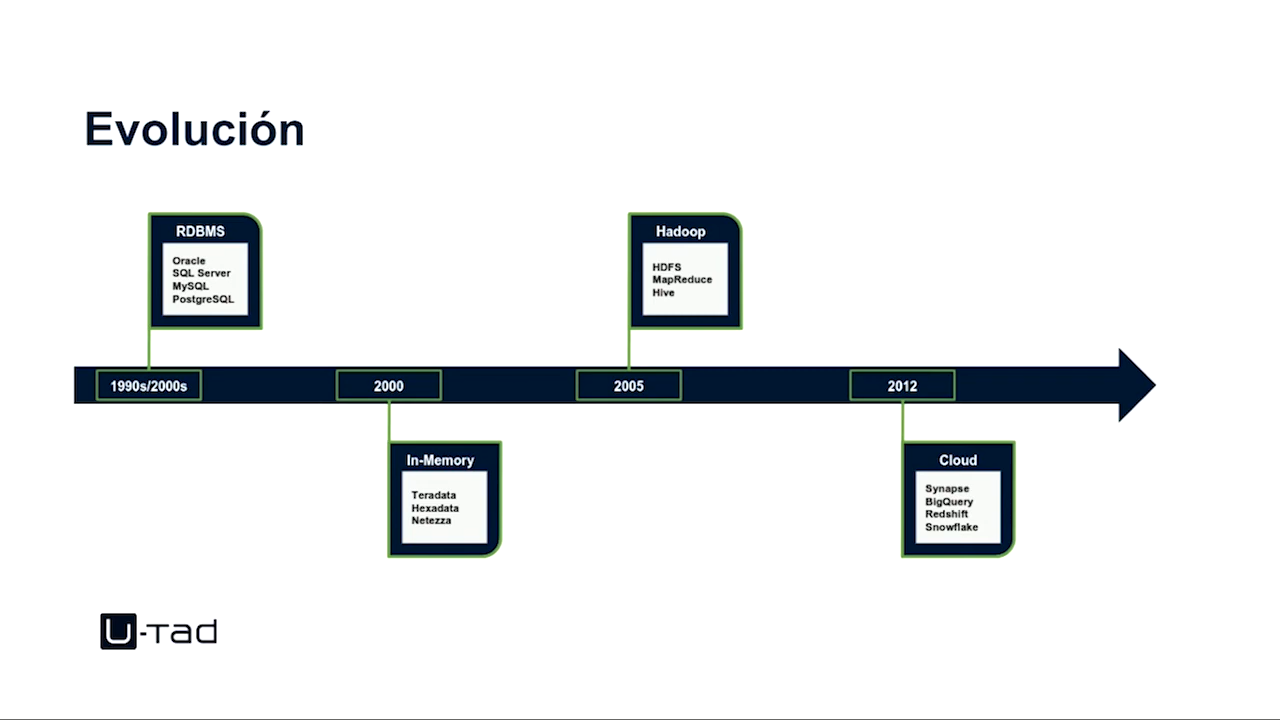 Evolución
RDBMS
Oracle
SQL Server
MySQL
PostgreSQL
Hadoop
HDFS
MapReduce
Hive
1990s/2000s
2000
2005
2012
In-Memory
Teradata
Hexadata
Netezza
Cloud
Synapse
BigQuery
Redshift
Snowflake
U-Tad